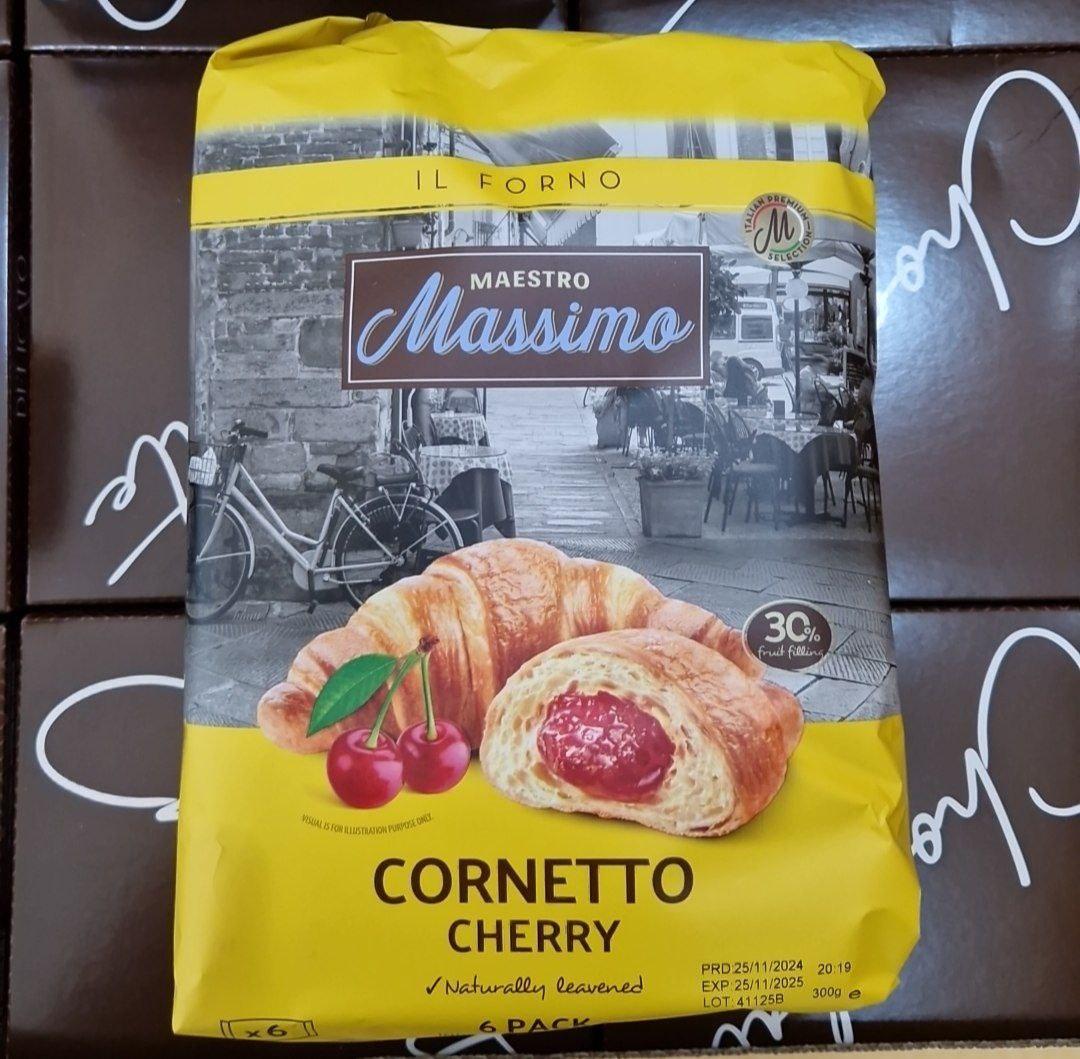 IL FORNO
ITALIAN PREMIUM
M
SELECTION
MAESTRO
Massimo
30%
fruit filling
VISUAL IS FOR ILLUSTRATION PURPOSE ONLY.
CORNETTO
CHERRY
✓Naturally leavened
PRD:25/11/2024 20:19
EXP:25/11/2025
LOT:41125B 300g e
x6
6 PACK
DELICATO